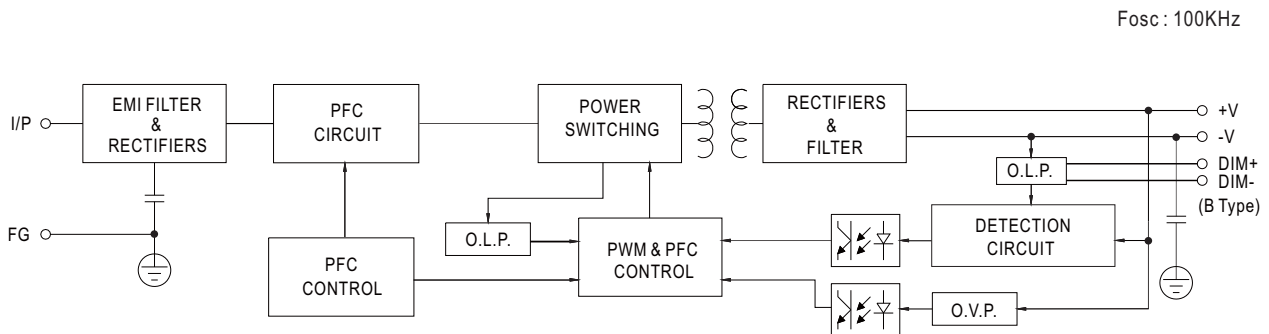 Fosc : 100KHz
I/P
EMI FILTER
&
RECTIFIERS
PFC
CIRCUIT
POWER
SWITCHING
RECTIFIERS
&
FILTER
+V
-V
O.L.P.
DIM+
DIM-
(B Type)
FG
O.L.P.
PFC
CONTROL
PWM & PFC
CONTROL
DETECTION
CIRCUIT
O.V.P.